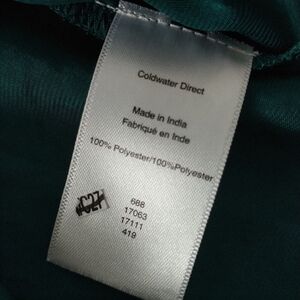 Coldwater Direct
Made in India
Fabriqué en Inde
100% Polyester/100%Polyester
688
17063
17111
419